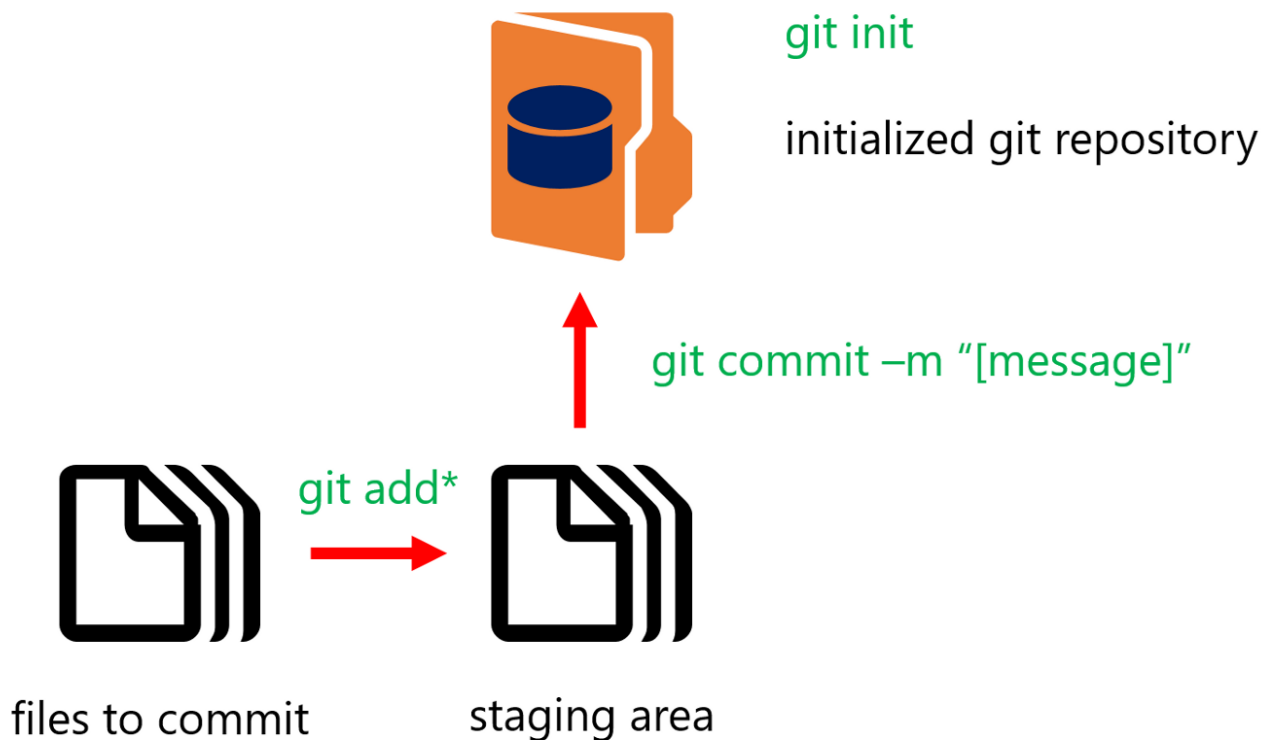 git init
initialized git repository
git commit –m “[message]”
git add*
files to commit
staging area